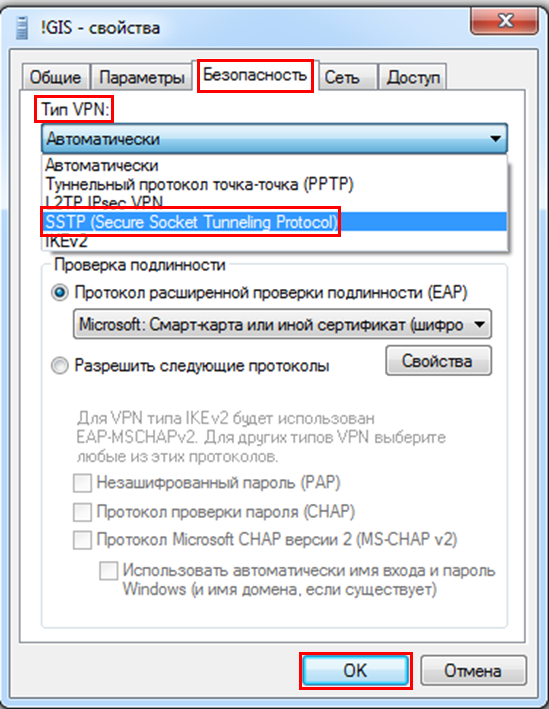 !GIS - свойства
Общие Параметры Безопасность Сеть Доступ
Тип VPN:
Автоматически
Автоматически
Туннельный протокол точка-точка (PPTP)
L2TP IPsec VPN
SSTP (Secure Socket Tunneling Protocol)
IKEv2
Проверка подлинности
Протокол расширенной проверки подлинности (EAP)
Microsoft: Смарт-карта или иной сертификат (шифро
Разрешить следующие протоколы
Свойства
Для VPN типа IKEv2 будет использован
EAP-MSCHAPv2. Для других типов VPN выберите
любые из этих протоколов.
Незашифрованный пароль (PAP)
Протокол проверки пароля (CHAP)
Протокол Microsoft CHAP версии 2 (MS-CHAP v2)
Использовать автоматически имя входа и пароль
Windows (и имя домена, если существует)
OK Отмена